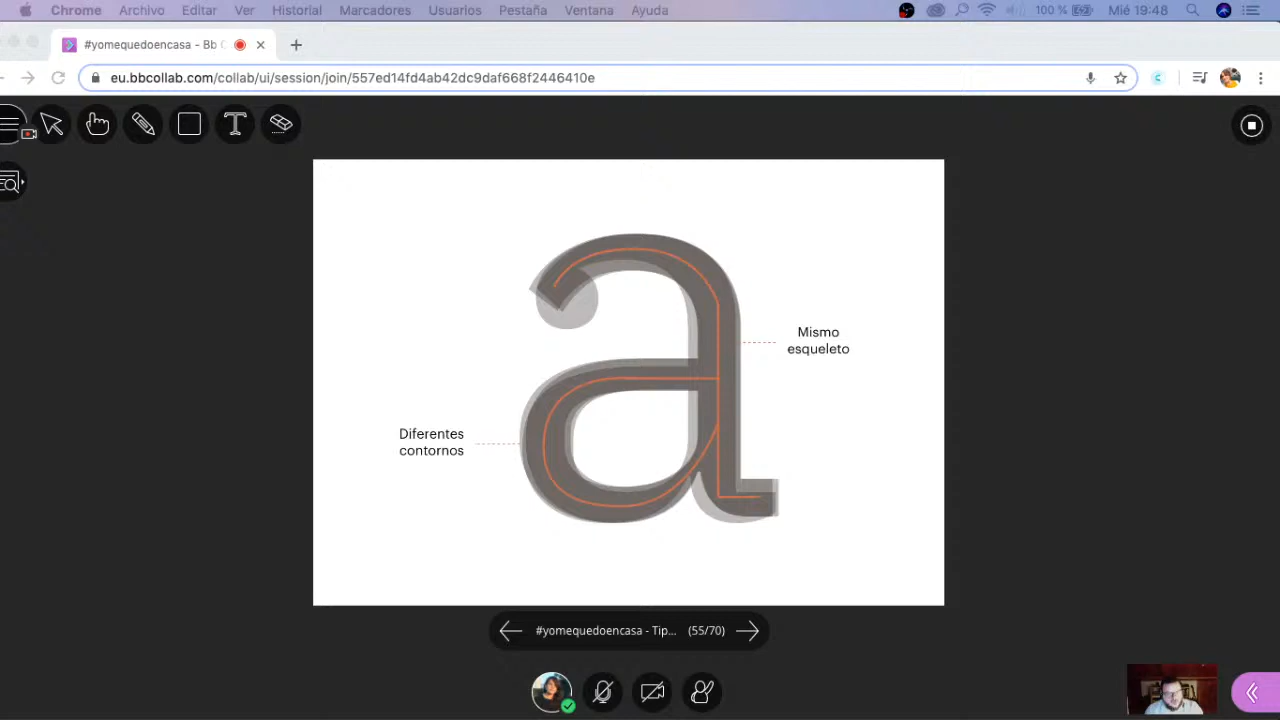 Chrome Archivo Editar Ver Historial Marcadores Usuarios Pestaña Ventana Ayuda 100 % Mié 19:48
#yomequedoencasa - Bb C
eu.bbcollab.com/collab/ui/session/join/557ed14fd4ab42dc9daf668f2446410e
a
Mismo
esqueleto
Diferentes
contornos
#yomequedoencasa - Tip... (55/70)